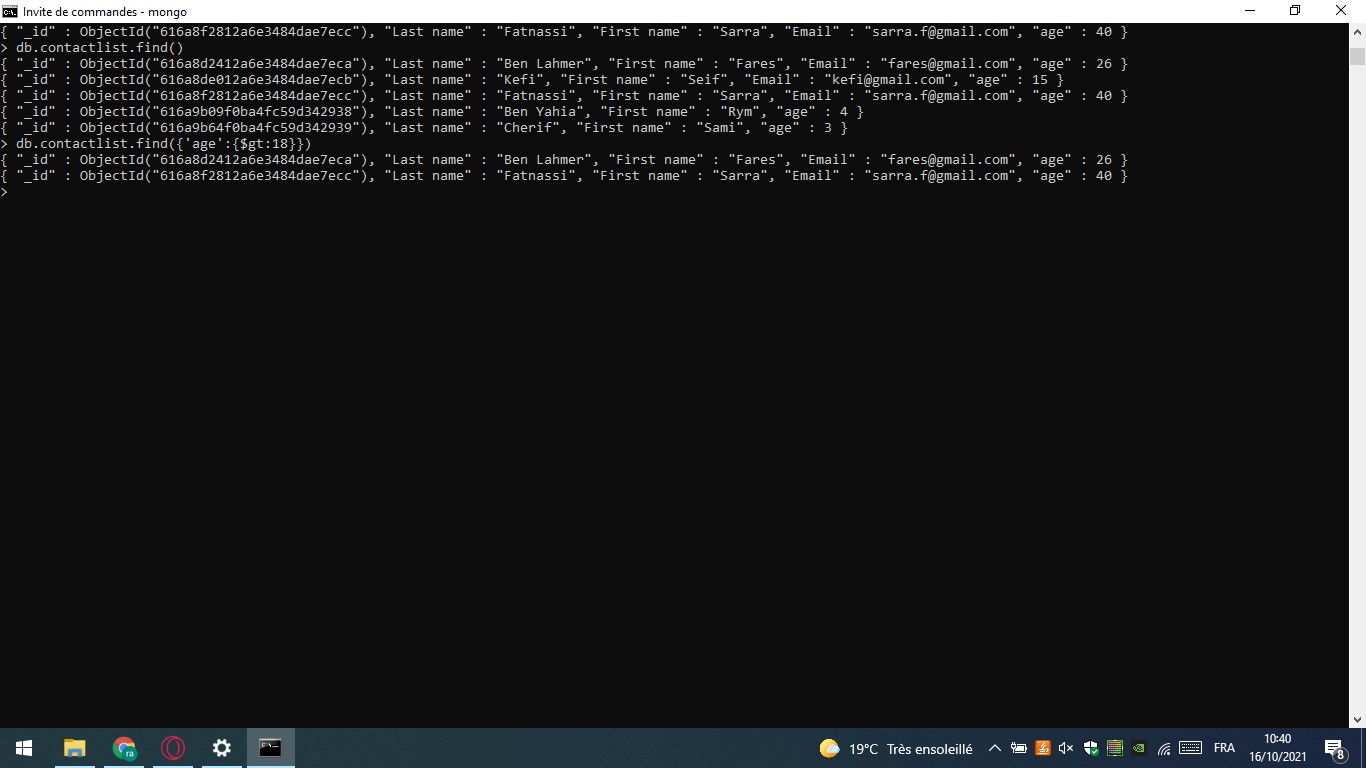 Invite de commandes - mongo
{ "_id" : ObjectId("616a8f2812a6e3484dae7ecc"), "Last name" : "Fatnassi", "First name" : "Sarra", "Email" : "sarra.f@gmail.com", "age" : 40 }
> db.contactlist.find()
{ "_id" : ObjectId("616a8d2412a6e3484dae7eca"), "Last name" : "Ben Lahmer", "First name" : "Fares", "Email" : "fares@gmail.com", "age" : 26 }
{ "_id" : ObjectId("616a8de012a6e3484dae7ecb"), "Last name" : "Kefi", "First name" : "Seif", "Email" : "kefi@gmail.com", "age" : 15 }
{ "_id" : ObjectId("616a8f2812a6e3484dae7ecc"), "Last name" : "Fatnassi", "First name" : "Sarra", "Email" : "sarra.f@gmail.com", "age" : 40 }
{ "_id" : ObjectId("616a9b09f0ba4fc59d342938"), "Last name" : "Ben Yahia", "First name" : "Rym", "age" : 4 }
{ "_id" : ObjectId("616a9b64f0ba4fc59d342939"), "Last name" : "Cherif", "First name" : "Sami", "age" : 3 }
> db.contactlist.find({'age':{$gt:18}})
{ "_id" : ObjectId("616a8d2412a6e3484dae7eca"), "Last name" : "Ben Lahmer", "First name" : "Fares", "Email" : "fares@gmail.com", "age" : 26 }
{ "_id" : ObjectId("616a8f2812a6e3484dae7ecc"), "Last name" : "Fatnassi", "First name" : "Sarra", "Email" : "sarra.f@gmail.com", "age" : 40 }
>
ra
19°C Très ensoleillé
FRA
10:40
16/10/2021
8